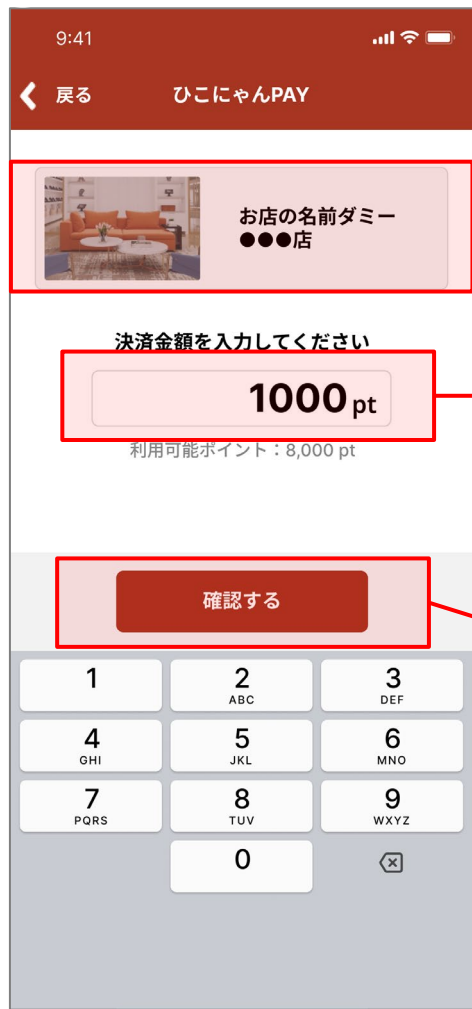 9:41
戻る
ひこにゃんPAY
お店の名前ダミー
●●●店
決済金額を入力してください
1000 pt
利用可能ポイント：8,000 pt
確認する
1
2
ABC
3
DEF
4
GHI
5
JKL
6
MNO
7
PQRS
8
TUV
9
WXYZ
0